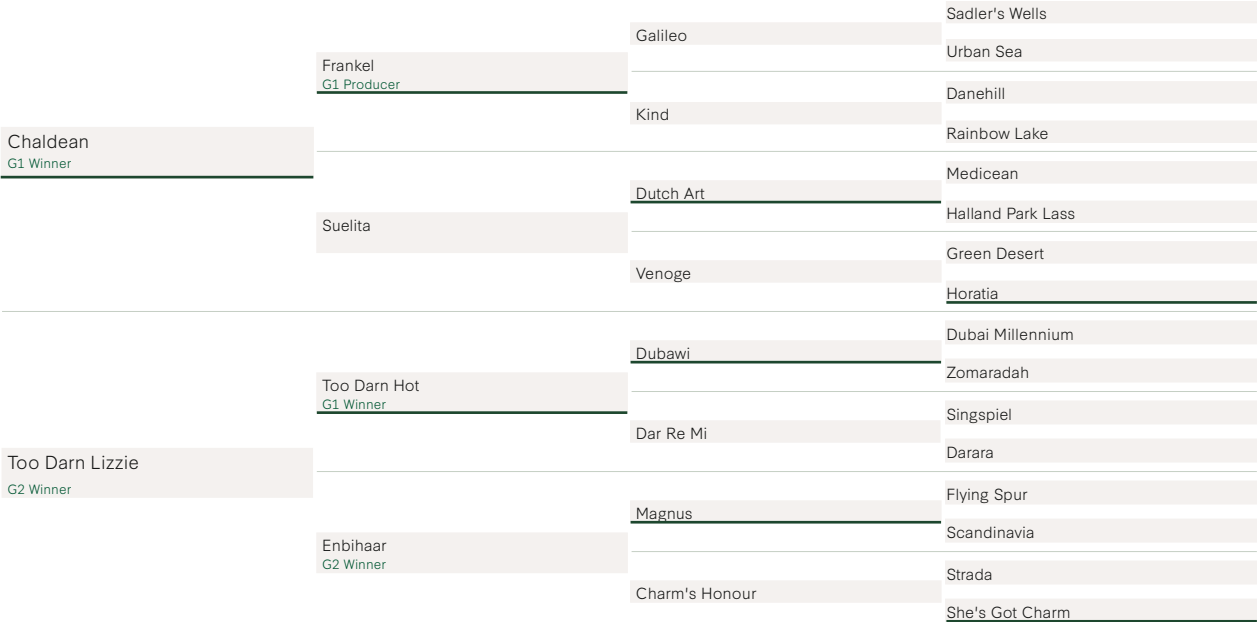 Chaldean
G1 Winner
Too Darn Lizzie
G2 Winner
Frankel
G1 Producer
Suelita
Too Darn Hot
G1 Winner
Enbihaar
G2 Winner
Galileo
Kind
Dutch Art
Venoge
Dubawi
Dar Re Mi
Magnus
Charm's Honour
Sadler's Wells
Urban Sea
Danehill
Rainbow Lake
Medicean
Halland Park Lass
Green Desert
Horatia
Dubai Millennium
Zomaradah
Singspiel
Darara
Flying Spur
Scandinavia
Strada
She's Got Charm